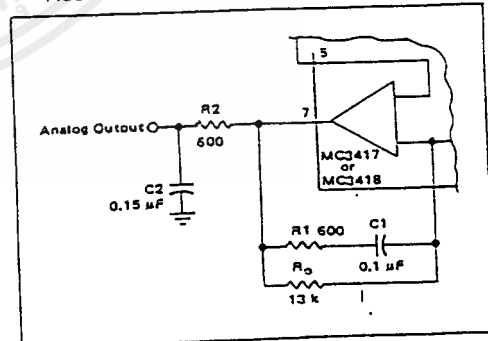 5
R2
7
Analog Output
600
MC3417
or
MC3418
C2
0.15 µF
R1 600
C1
0.1 µF
Ro
13 k